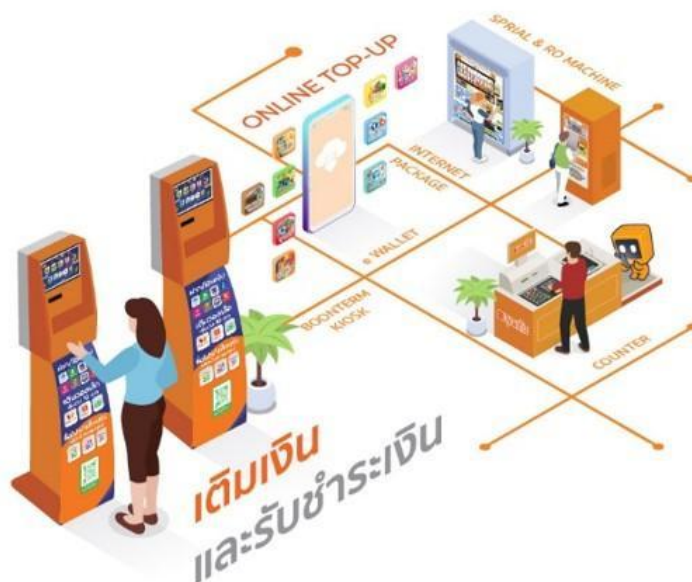 ONLINE TOP-UP
SPRIAL & RO MACHINE
INTERNET
PACKAGE
e WALLET
BOONTERM
KIOSK
COUNTER
เติมเงิน
และรับชำระเงิน